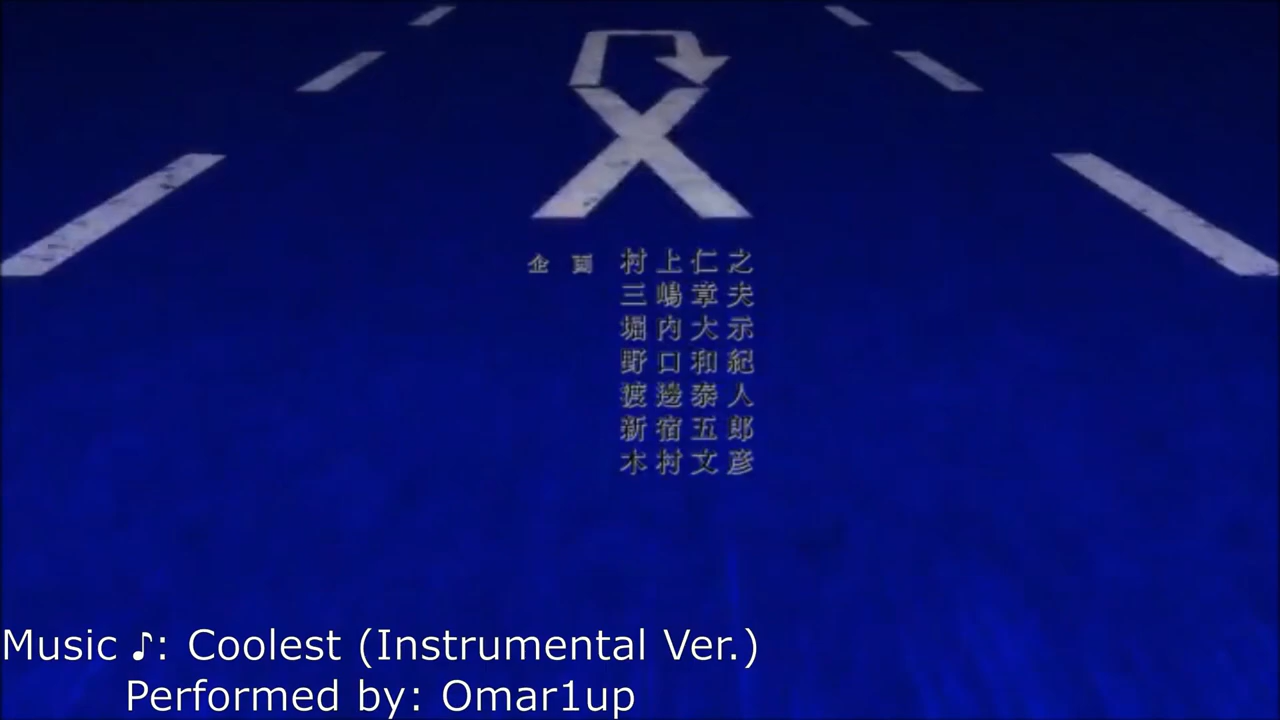 企画 村上仁之
三嶋章夫
堀内大示
野口和紀
渡邊泰人
新宿五郎
木村文彦
Music ♪: Coolest (Instrumental Ver.)
Performed by: Omar1up